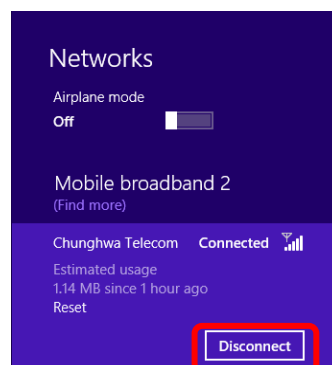 Networks
Airplane mode
Off
Mobile broadband 2
(Find more)
Chunghwa Telecom Connected
Estimated usage
1.14 MB since 1 hour ago
Reset
Disconnect